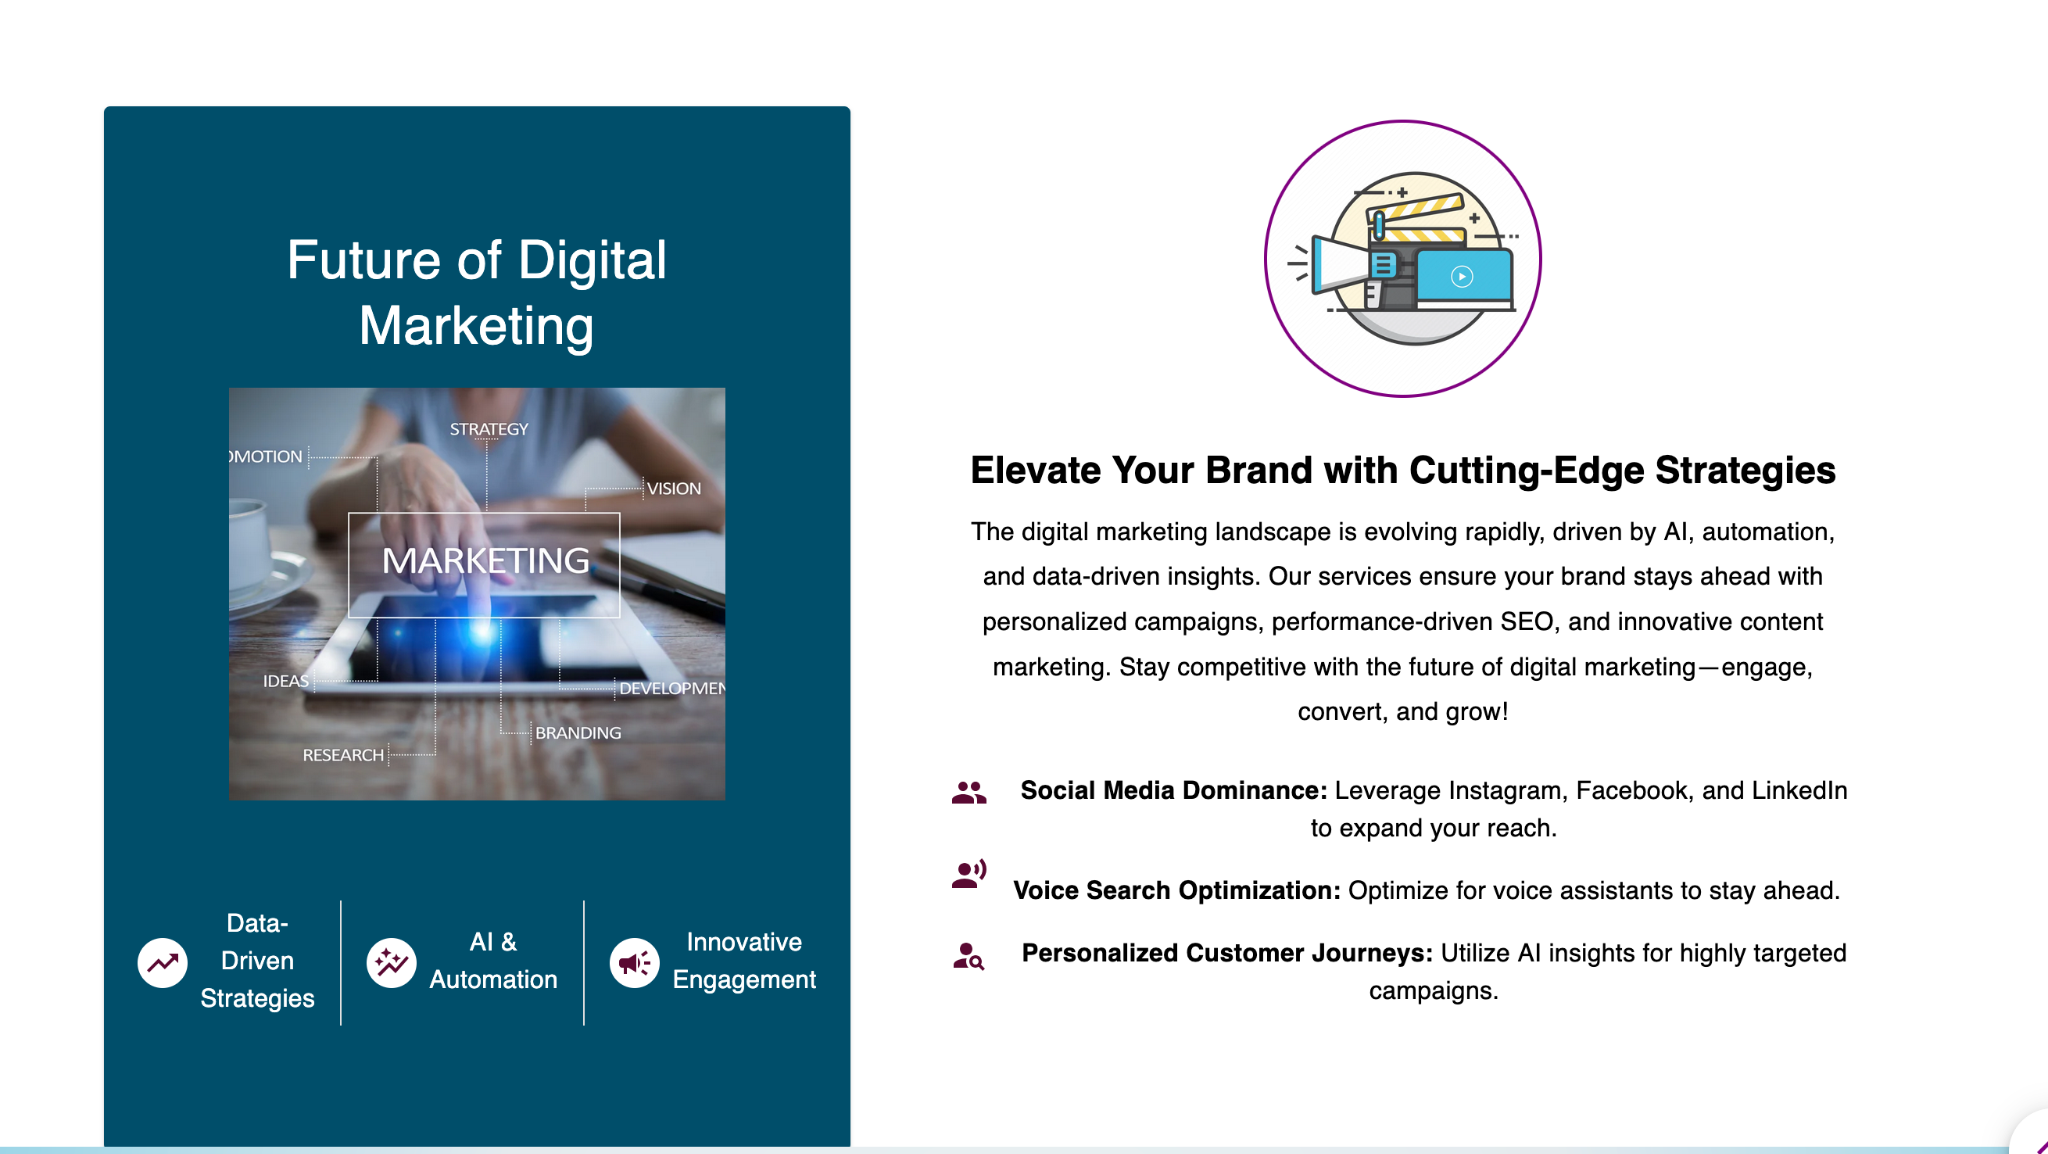 Future of Digital
Marketing
STRATEGY
OMOTION
VISION
MARKETING
IDEAS
DEVELOPMEN
BRANDING
RESEARCH
Data-
Driven
Strategies
AI &
Automation
Innovative
Engagement
Elevate Your Brand with Cutting-Edge Strategies
The digital marketing landscape is evolving rapidly, driven by AI, automation,
and data-driven insights. Our services ensure your brand stays ahead with
personalized campaigns, performance-driven SEO, and innovative content
marketing. Stay competitive with the future of digital marketing—engage,
convert, and grow!
Social Media Dominance: Leverage Instagram, Facebook, and LinkedIn
to expand your reach.
Voice Search Optimization: Optimize for voice assistants to stay ahead.
Personalized Customer Journeys: Utilize AI insights for highly targeted
campaigns.